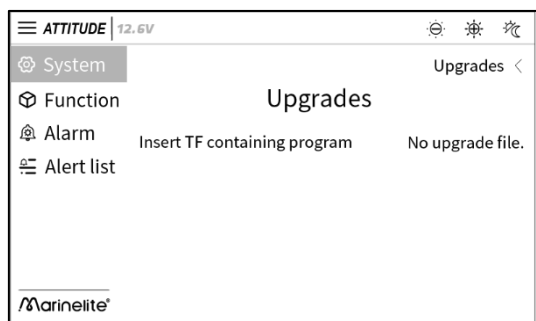 ATTITUDE 12.6V
System
Upgrades
Function
Upgrades
Alarm
Insert TF containing program
No upgrade file.
Alert list
Marinelite®